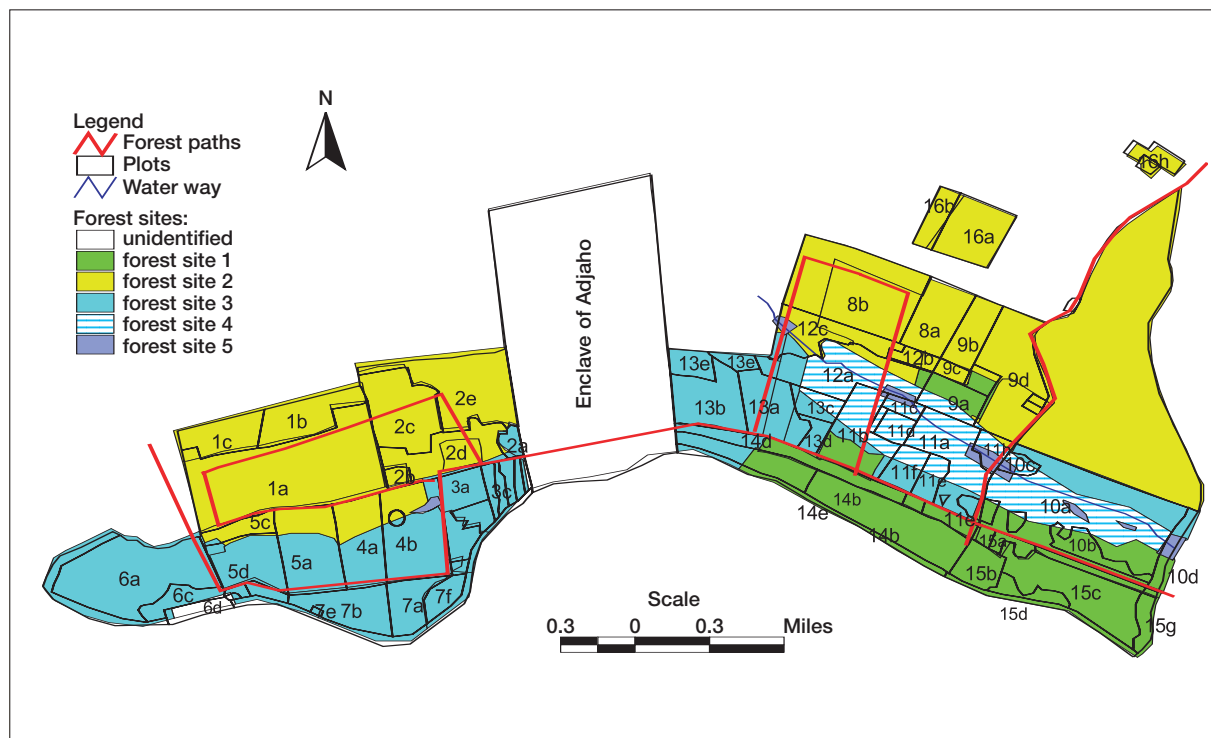 N
Legend
Forest paths
Plots
Water way
Forest sites:
unidentified
forest site 1
forest site 2
forest site 3
forest site 4
forest site 5
Enclave of Adjaho
16h
16b
16a
8b
12c
8a
9b
12b
9c
9d
13e
13e
12a
9a
13b
13a
13c
11d
11a
14d
13d
11b
11f
11e
10c
10a
14b
14e
14b
11e
15a
10b
15b
15c
10d
15d
15g
1c
1b
2c
2e
1a
2d
2a
2b
3a
3c
5c
4a
4b
5a
5d
6a
6c
6d
7e
7b
7a
7f
Scale
0.3
0
0.3
Miles